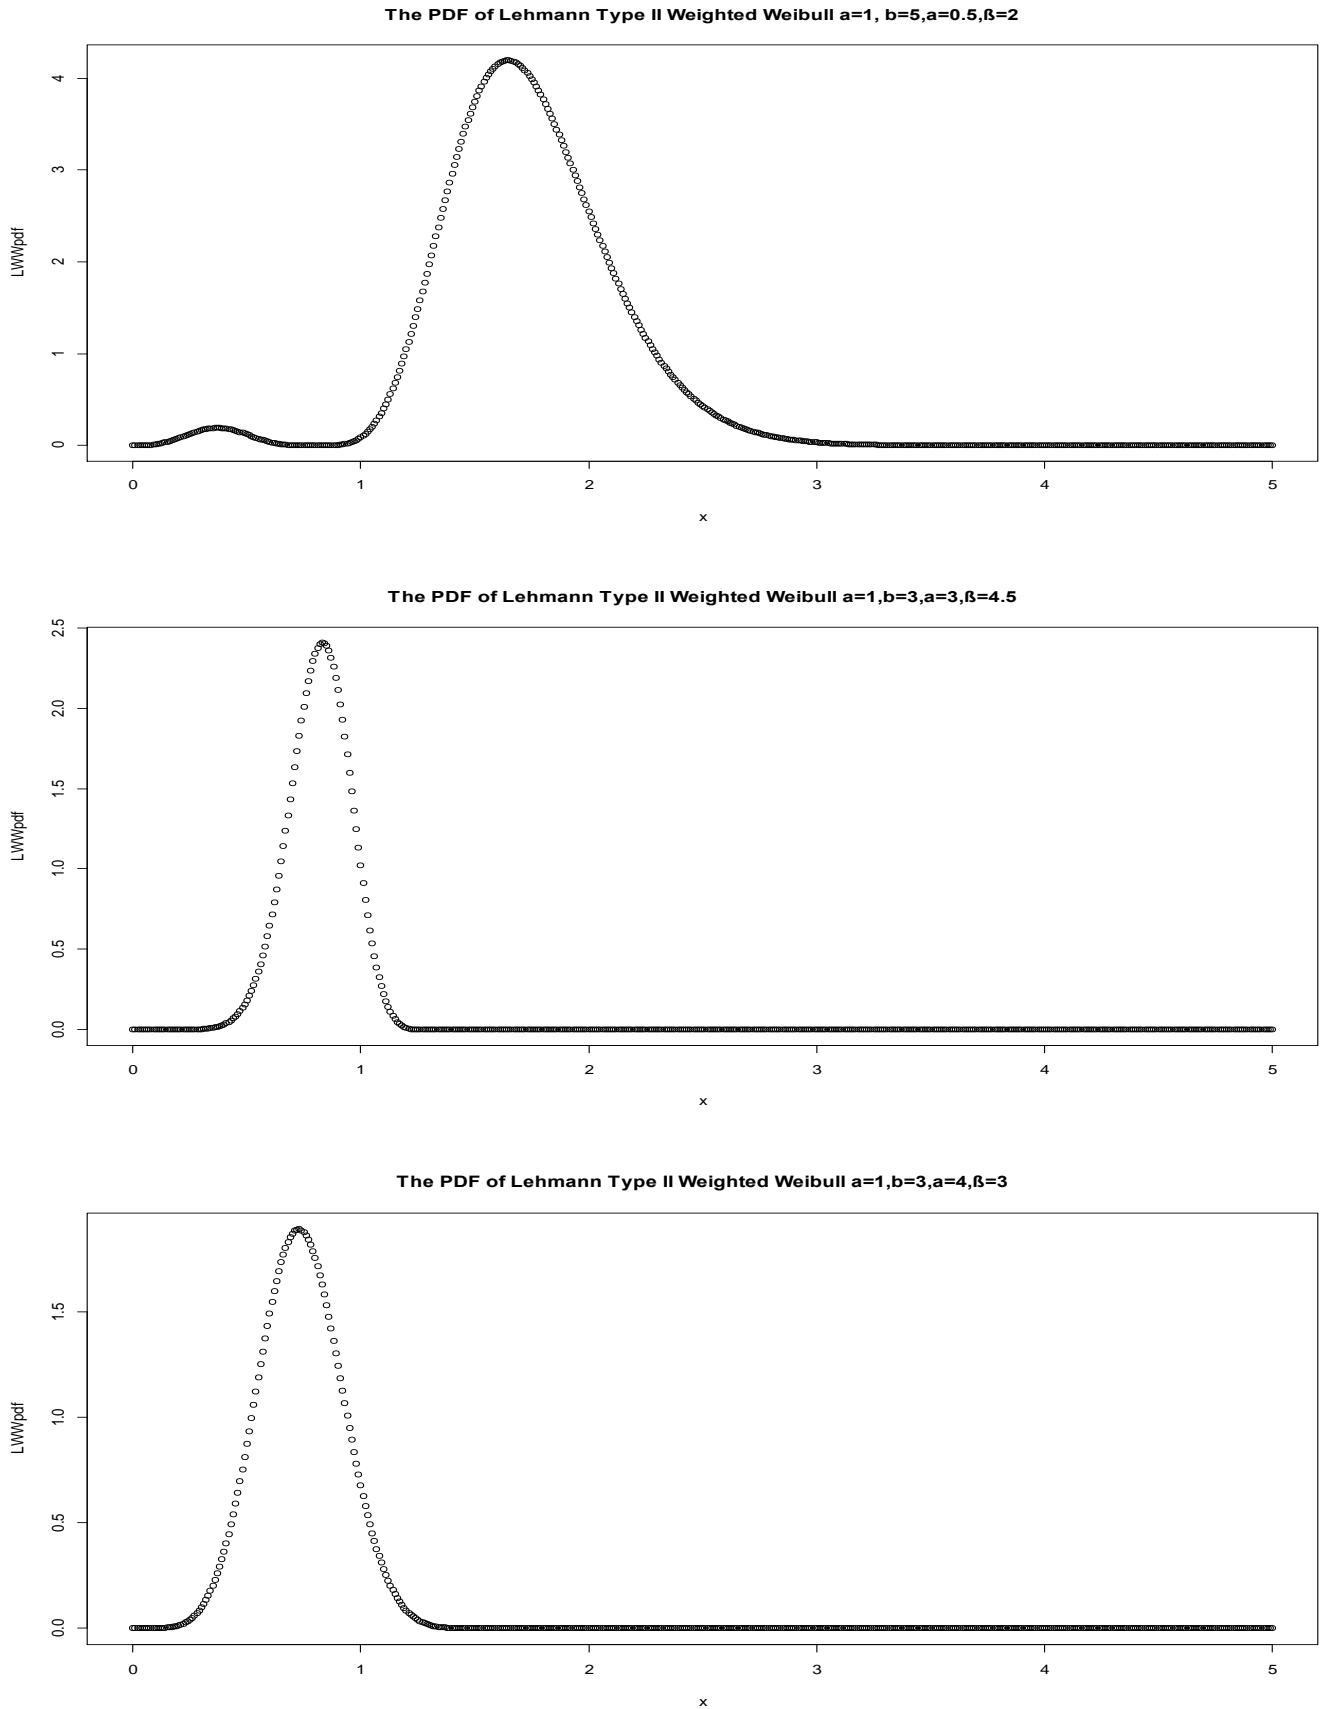 The PDF of Lehmann Type II Weighted Weibull a=1, b=5,a=0.5,ß=2
4
3
2
1
0
LWWpdf
0 1 2 3 4 5
x
The PDF of Lehmann Type II Weighted Weibull a=1,b=3,a=3,ß=4.5
2.5
2.0
1.5
1.0
0.5
0.0
LWWpdf
0 1 2 3 4 5
x
The PDF of Lehmann Type II Weighted Weibull a=1,b=3,a=4,ß=3
1.5
1.0
0.5
0.0
LWWpdf
0 1 2 3 4 5
x